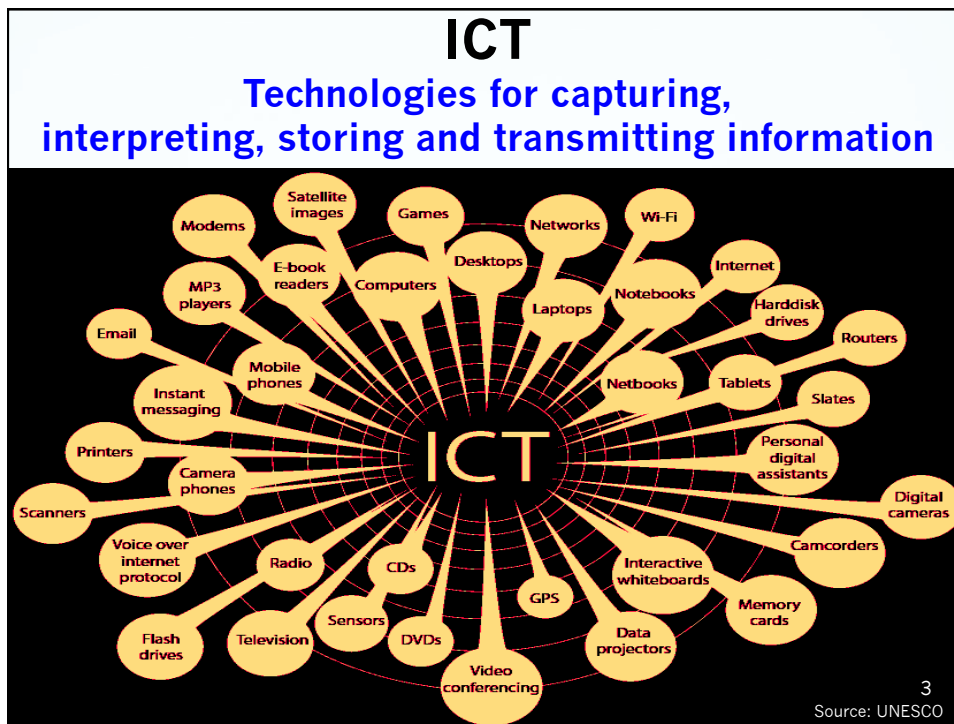 ICT
Technologies for capturing,
interpreting, storing and transmitting information
Satellite
images
Games
Networks
Wi-Fi
Modems
E-book
readers
Computers
Desktops
Internet
MP3
players
Laptops
Notebooks
Harddisk
drives
Email
Mobile
phones
Netbooks
Tablets
Routers
Instant
messaging
Slates
ICT
Printers
Camera
phones
Personal
digital
assistants
Scanners
Digital
cameras
Voice over
internet
protocol
Radio
CDs
Interactive
whiteboards
Camcorders
GPS
Memory
cards
Flash
drives
Television
Sensors
DVDs
Data
projectors
Video
conferencing
3
Source: UNESCO